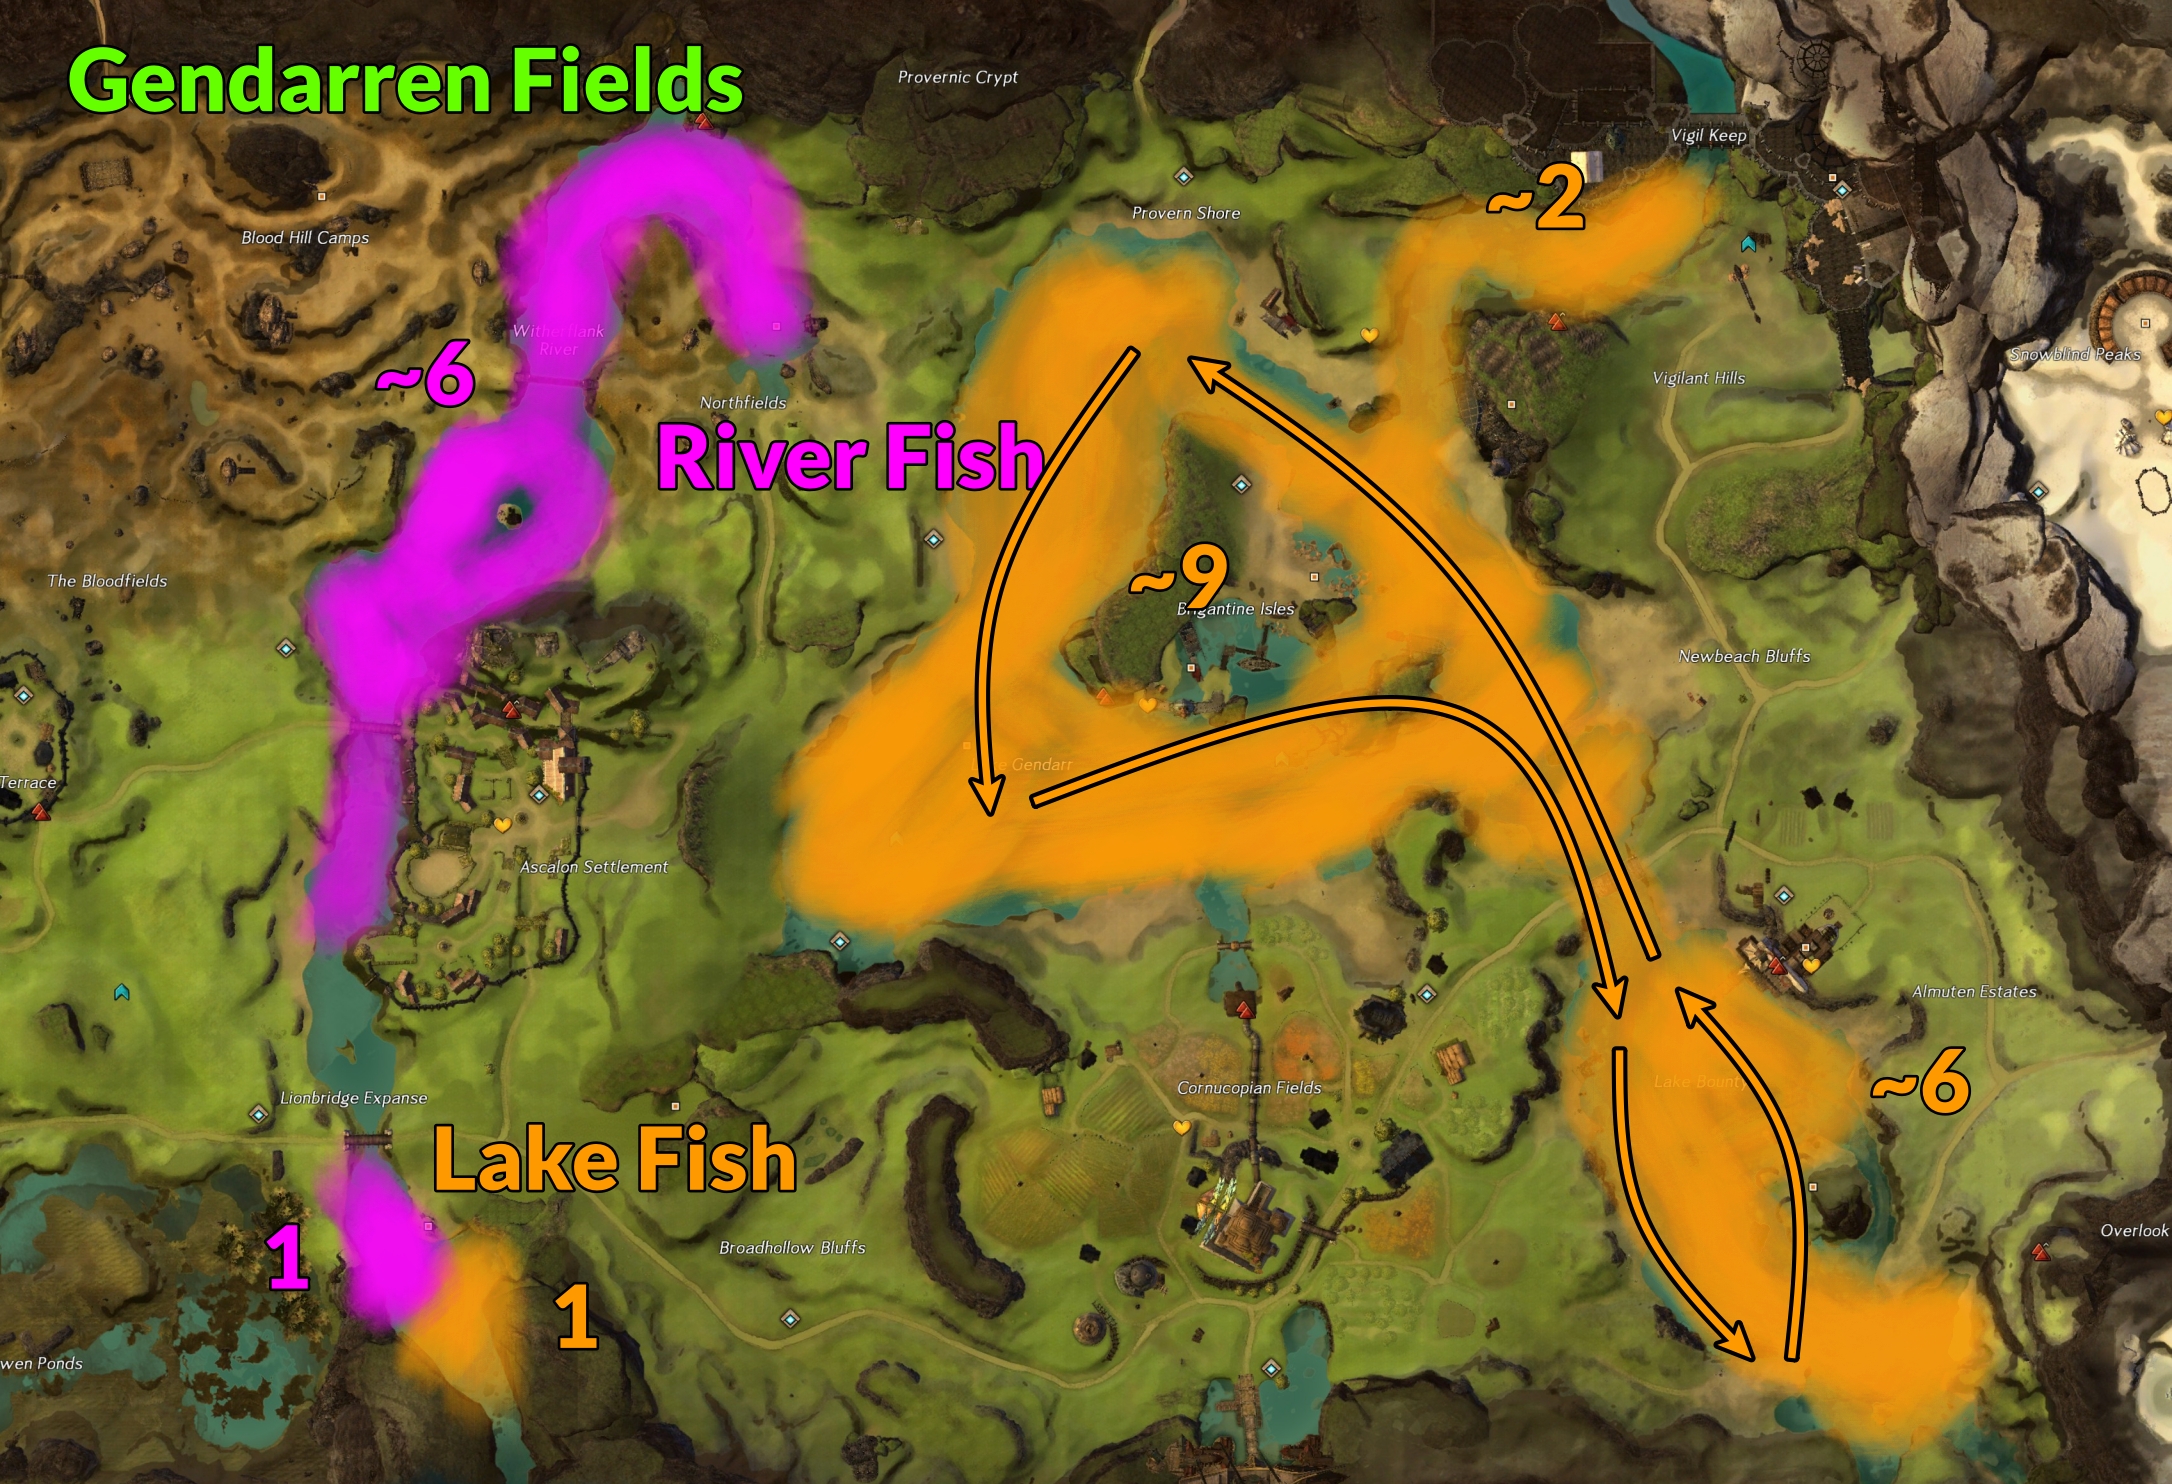 Gendarren Fields
Provernic Crypt
Vigil Keep
~2
Provern Shore
Blood Hill Camps
Witherflank
River
Snowblind Peaks
~6
Vigilant Hills
Northfields
River Fish
The Bloodfields
~9
Brigantine Isles
Newbeach Bluffs
Lake Gendarr
Terrace
Ascalon Settlement
Almuten Estates
Lake Bounty
~6
Cornucopian Fields
Lionbridge Expanse
Lake Fish
Overlook
1
Broadhollow Bluffs
1
wen Ponds